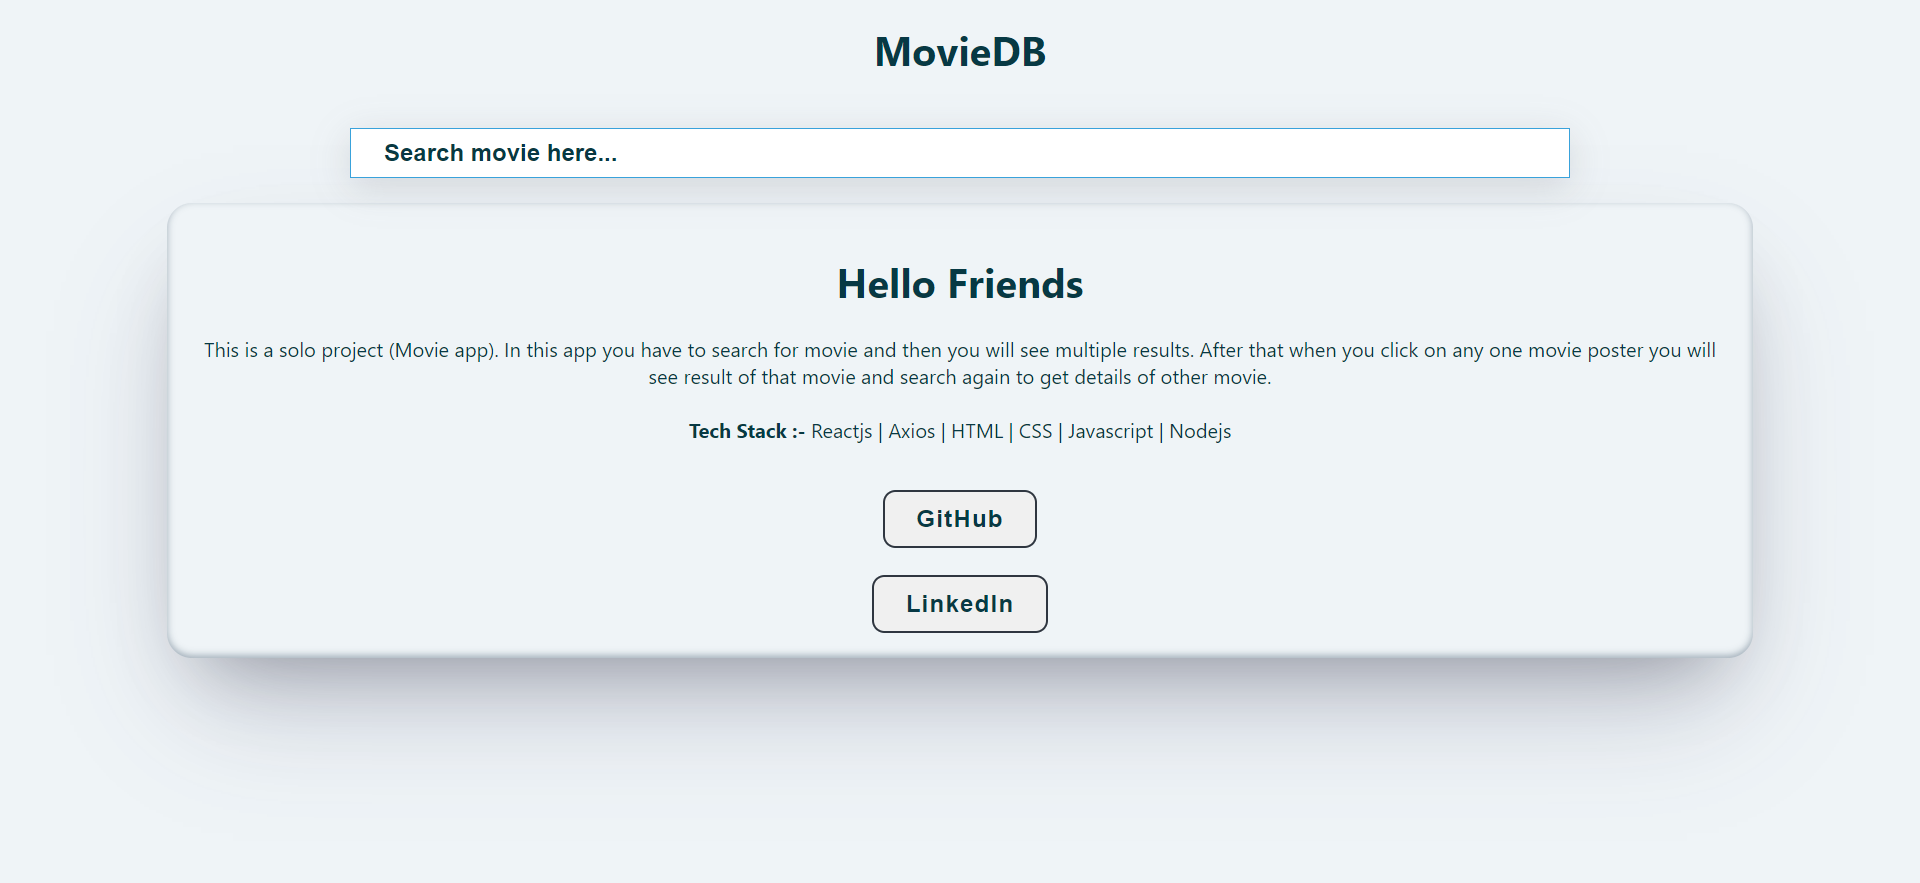 MovieDB
Search movie here...
Hello Friends
This is a solo project (Movie app). In this app you have to search for movie and then you will see multiple results. After that when you click on any one movie poster you will
see result of that movie and search again to get details of other movie.
Tech Stack :- Reactjs | Axios | HTML | CSS | Javascript | Nodejs
GitHub
LinkedIn